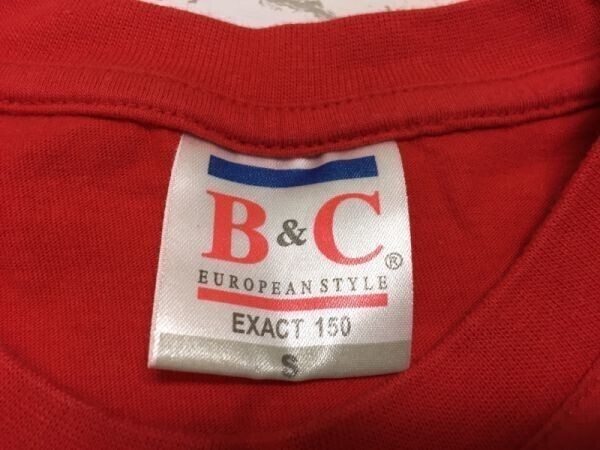 B & C
EUROPEAN STYLE ®
EXACT 150
S